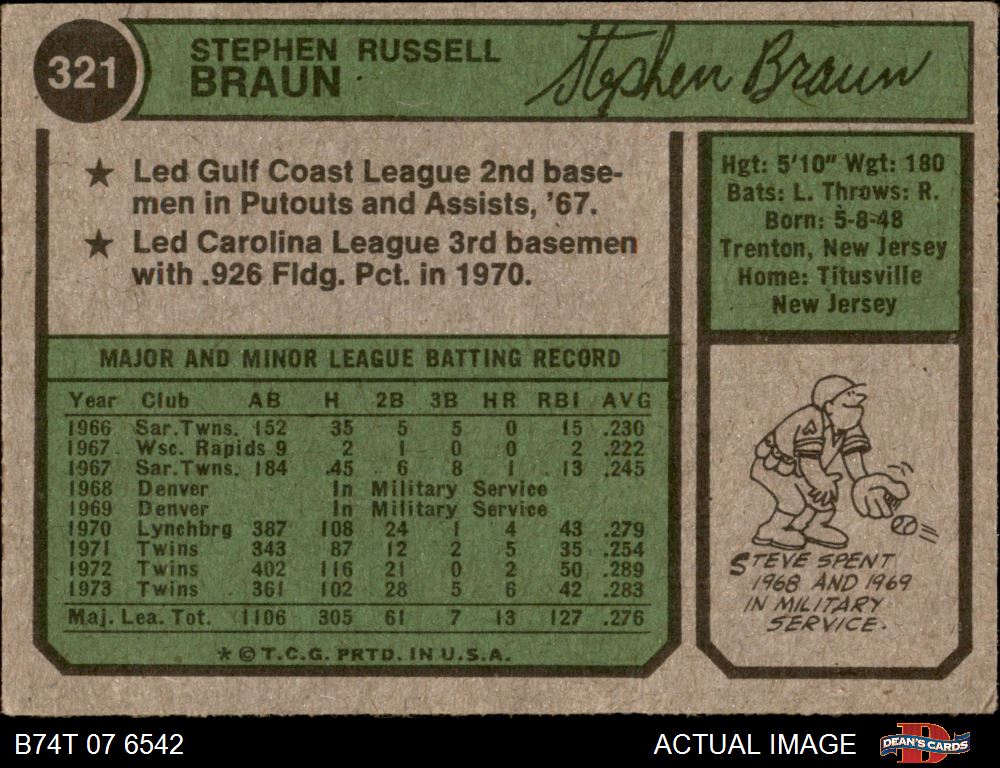 321
STEPHEN RUSSELL
BRAUN
Stephen Braun
★ Led Gulf Coast League 2nd base-
men in Putouts and Assists, '67.
★ Led Carolina League 3rd basemen
with .926 Fldg. Pct. in 1970.
Hgt: 5'10" Wgt: 180
Bats: L. Throws: R.
Born: 5-8-48
Trenton, New Jersey
Home: Titusville
New Jersey
MAJOR AND MINOR LEAGUE BATTING RECORD
Year Club AB H 2B 3B HR RBI AVG
1966 Sar.Twns. 152 35 5 5 0 15 .230
1967 Wsc. Rapids 9 2 1 0 0 2 .222
1967 Sar.Twns. 184 .45 6 8 1 13 .245
1968 Denver In Military Service
1969 Denver In Military Service
1970 Lynchbrg 387 108 24 1 4 43 .279
1971 Twins 343 87 12 2 5 35 .254
1972 Twins 402 116 21 0 2 50 .289
1973 Twins 361 102 28 5 6 42 .283
Maj. Lea. Tot. 1106 305 61 7 13 127 .276
* © T.C.G. PRTD. IN U.S.A.
STEVE SPENT
1968 AND 1969
IN MILITARY
SERVICE.
B74T 07 6542
ACTUAL IMAGE
D
DEAN'S CARDS